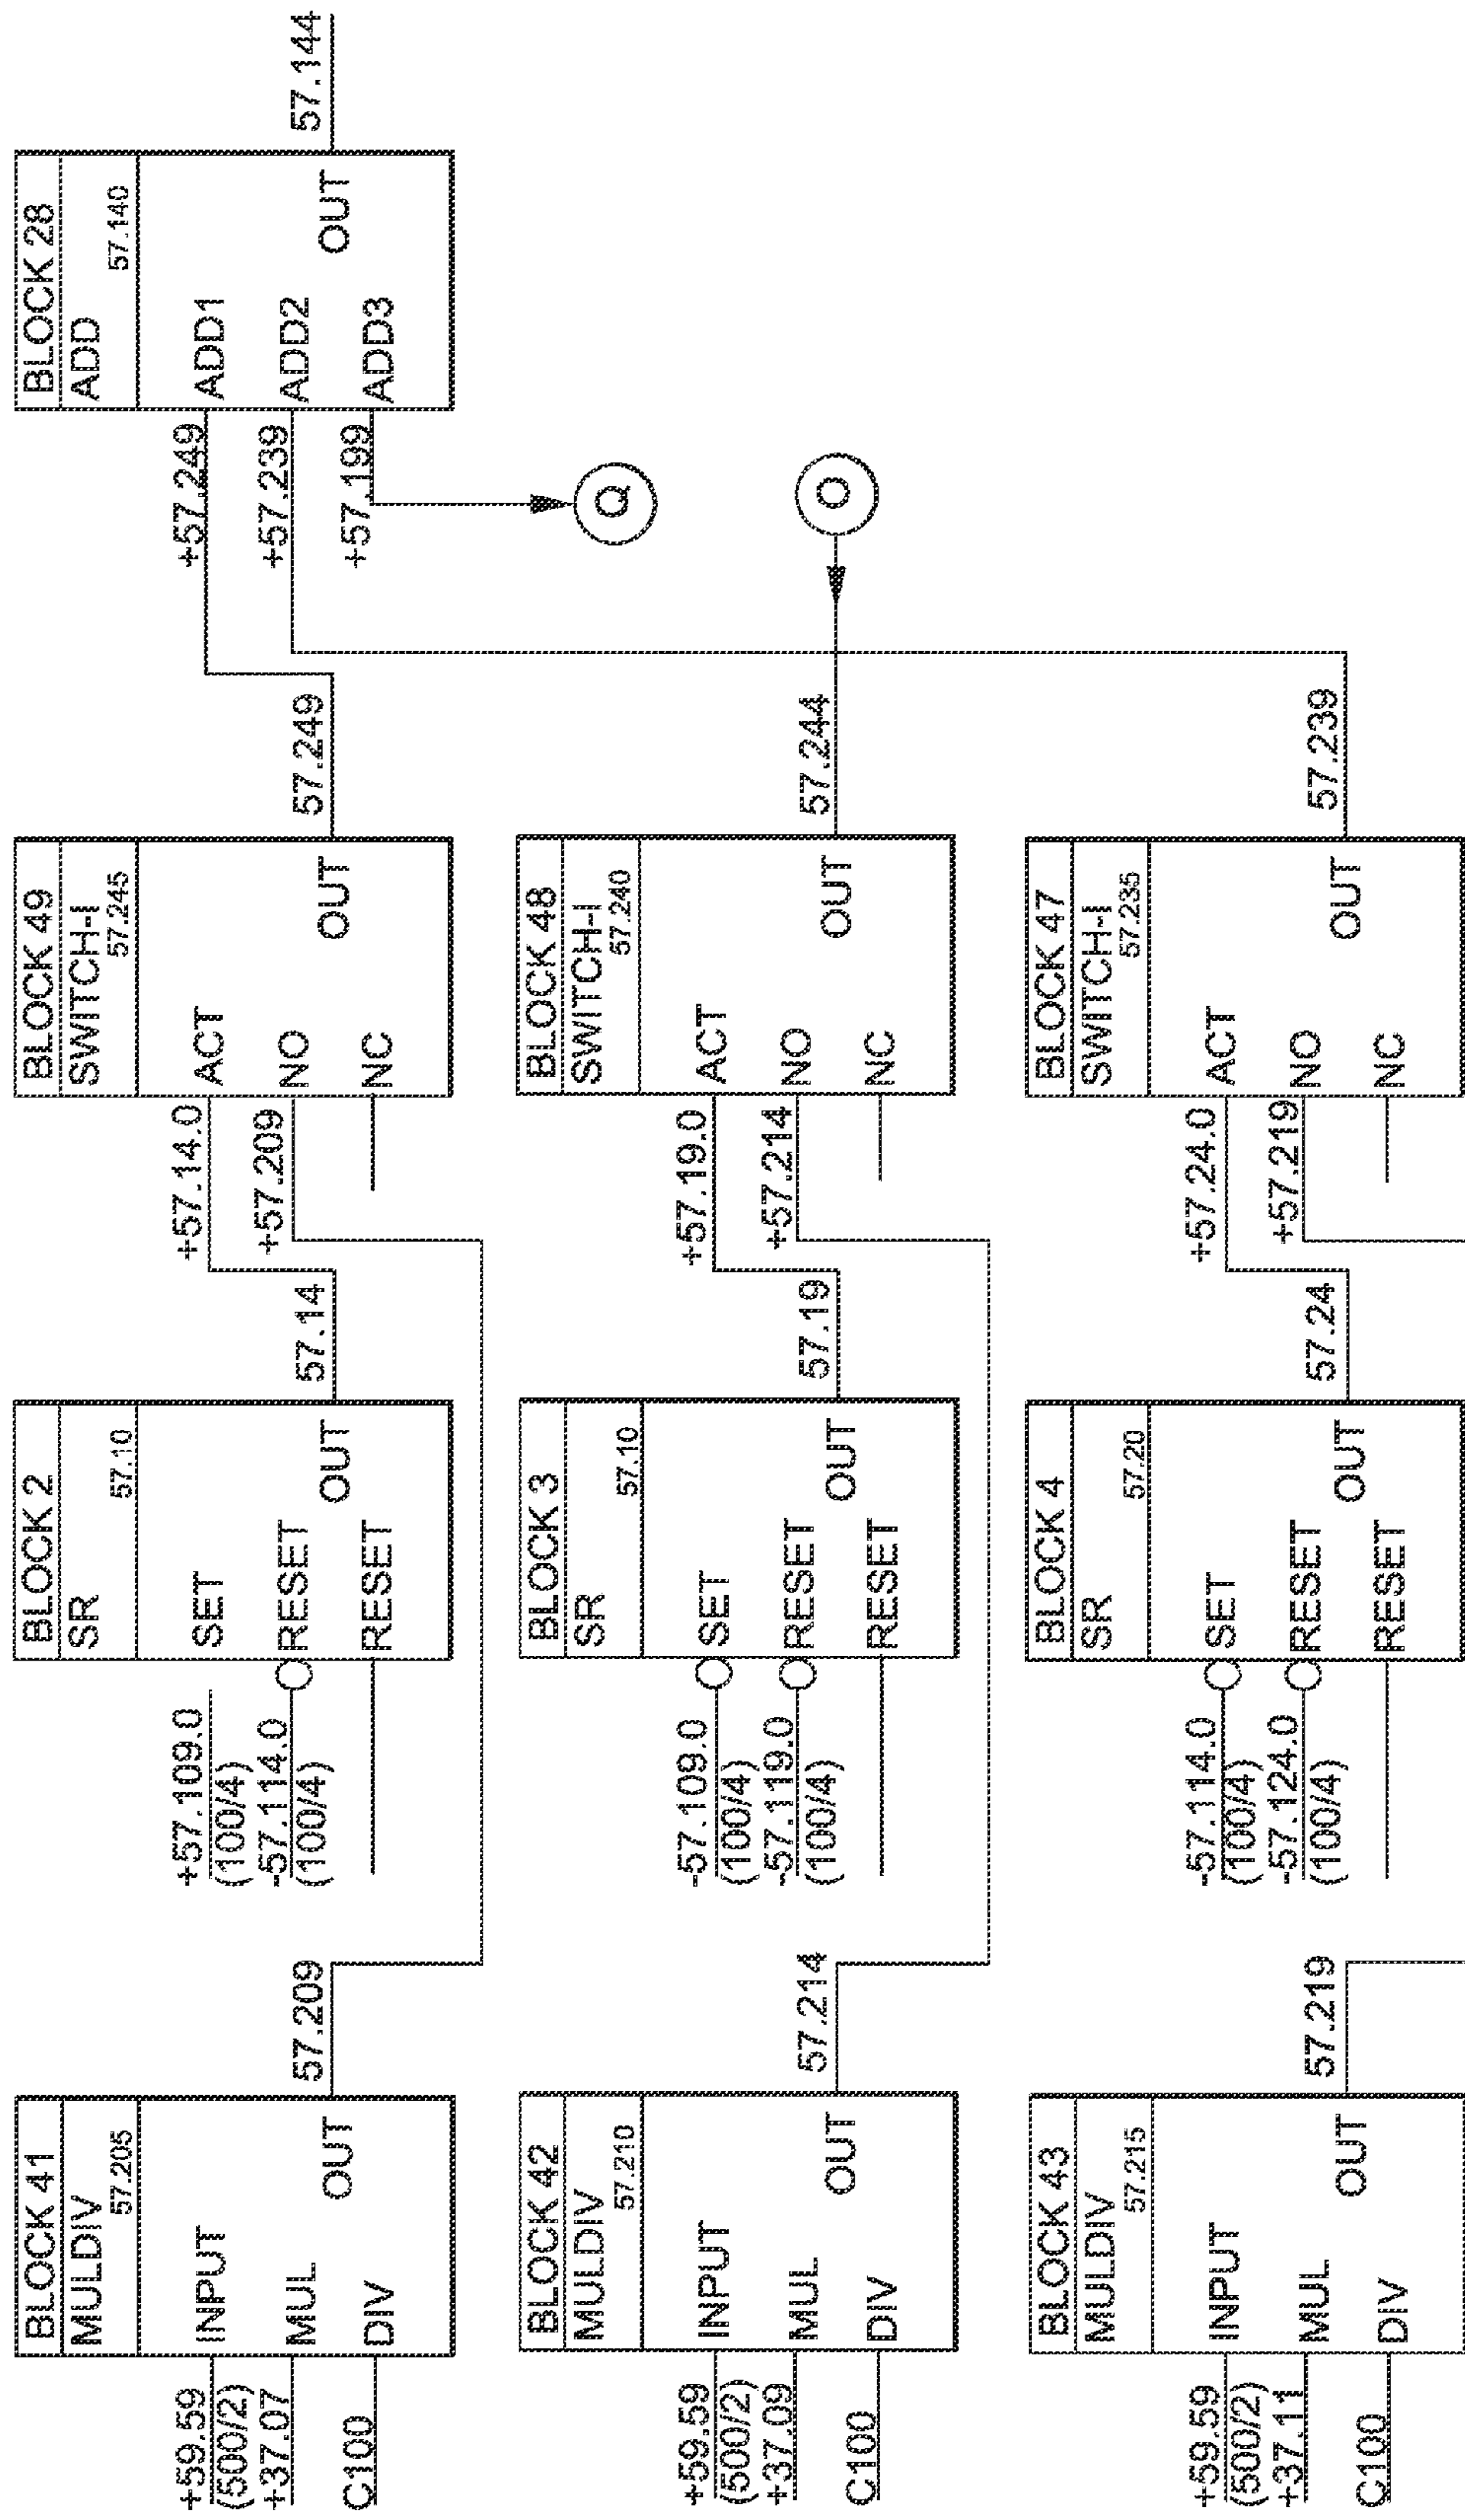 BLOCK 41
MULDIV
57.205
INPUT
MUL
DIV
OUT
+59.59
(500/2)
+37.07
C100
57.209
BLOCK 2
SR
57.10
SET
RESET
RESET
OUT
+57.109.0
(100/4)
-57.114.0
(100/4)
57.14
BLOCK 49
SWITCH-I
57.245
ACT
NO
NC
OUT
+57.14.0
+57.209
57.249
BLOCK 28
ADD
57.140
ADD1
ADD2
ADD3
OUT
+57.249
+57.239
+57.199
57.144
Q
BLOCK 42
MULDIV
57.210
INPUT
MUL
DIV
OUT
+59.59
(500/2)
+37.09
C100
57.214
BLOCK 3
SR
57.10
SET
RESET
RESET
OUT
-57.109.0
(100/4)
-57.119.0
(100/4)
57.19
BLOCK 48
SWITCH-I
57.240
ACT
NO
NC
OUT
+57.19.0
+57.214
57.244
O
BLOCK 43
MULDIV
57.215
INPUT
MUL
DIV
OUT
+59.59
(500/2)
+37.11
C100
57.219
BLOCK 4
SR
57.20
SET
RESET
RESET
OUT
-57.114.0
(100/4)
-57.124.0
(100/4)
57.24
BLOCK 47
SWITCH-I
57.235
ACT
NO
NC
OUT
+57.24.0
+57.219
57.239